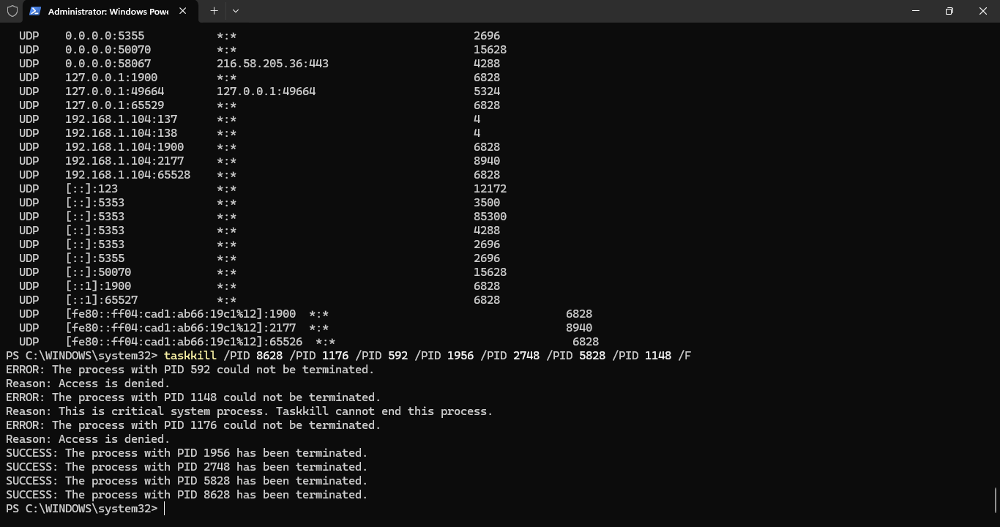 Administrator: Windows Powe
UDP 0.0.0.0:5355 *:* 2696
UDP 0.0.0.0:50070 *:* 15628
UDP 0.0.0.0:58067 216.58.205.36:443 4288
UDP 127.0.0.1:1900 *:* 6828
UDP 127.0.0.1:49664 127.0.0.1:49664 5324
UDP 127.0.0.1:65529 *:* 6828
UDP 192.168.1.104:137 *:* 4
UDP 192.168.1.104:138 *:* 4
UDP 192.168.1.104:1900 *:* 6828
UDP 192.168.1.104:2177 *:* 8940
UDP 192.168.1.104:65528 *:* 6828
UDP [::]:123 *:* 12172
UDP [::]:5353 *:* 3500
UDP [::]:5353 *:* 85300
UDP [::]:5353 *:* 4288
UDP [::]:5353 *:* 2696
UDP [::]:5355 *:* 2696
UDP [::]:50070 *:* 15628
UDP [::1]:1900 *:* 6828
UDP [::1]:65527 *:* 6828
UDP [fe80::ff04:cad1:ab66:19c1%12]:1900 *:* 6828
UDP [fe80::ff04:cad1:ab66:19c1%12]:2177 *:* 8940
UDP [fe80::ff04:cad1:ab66:19c1%12]:65526 *:* 6828
PS C:\WINDOWS\system32> taskkill /PID 8628 /PID 1176 /PID 592 /PID 1956 /PID 2748 /PID 5828 /PID 1148 /F
ERROR: The process with PID 592 could not be terminated.
Reason: Access is denied.
ERROR: The process with PID 1148 could not be terminated.
Reason: This is critical system process. Taskkill cannot end this process.
ERROR: The process with PID 1176 could not be terminated.
Reason: Access is denied.
SUCCESS: The process with PID 1956 has been terminated.
SUCCESS: The process with PID 2748 has been terminated.
SUCCESS: The process with PID 5828 has been terminated.
SUCCESS: The process with PID 8628 has been terminated.
PS C:\WINDOWS\system32>